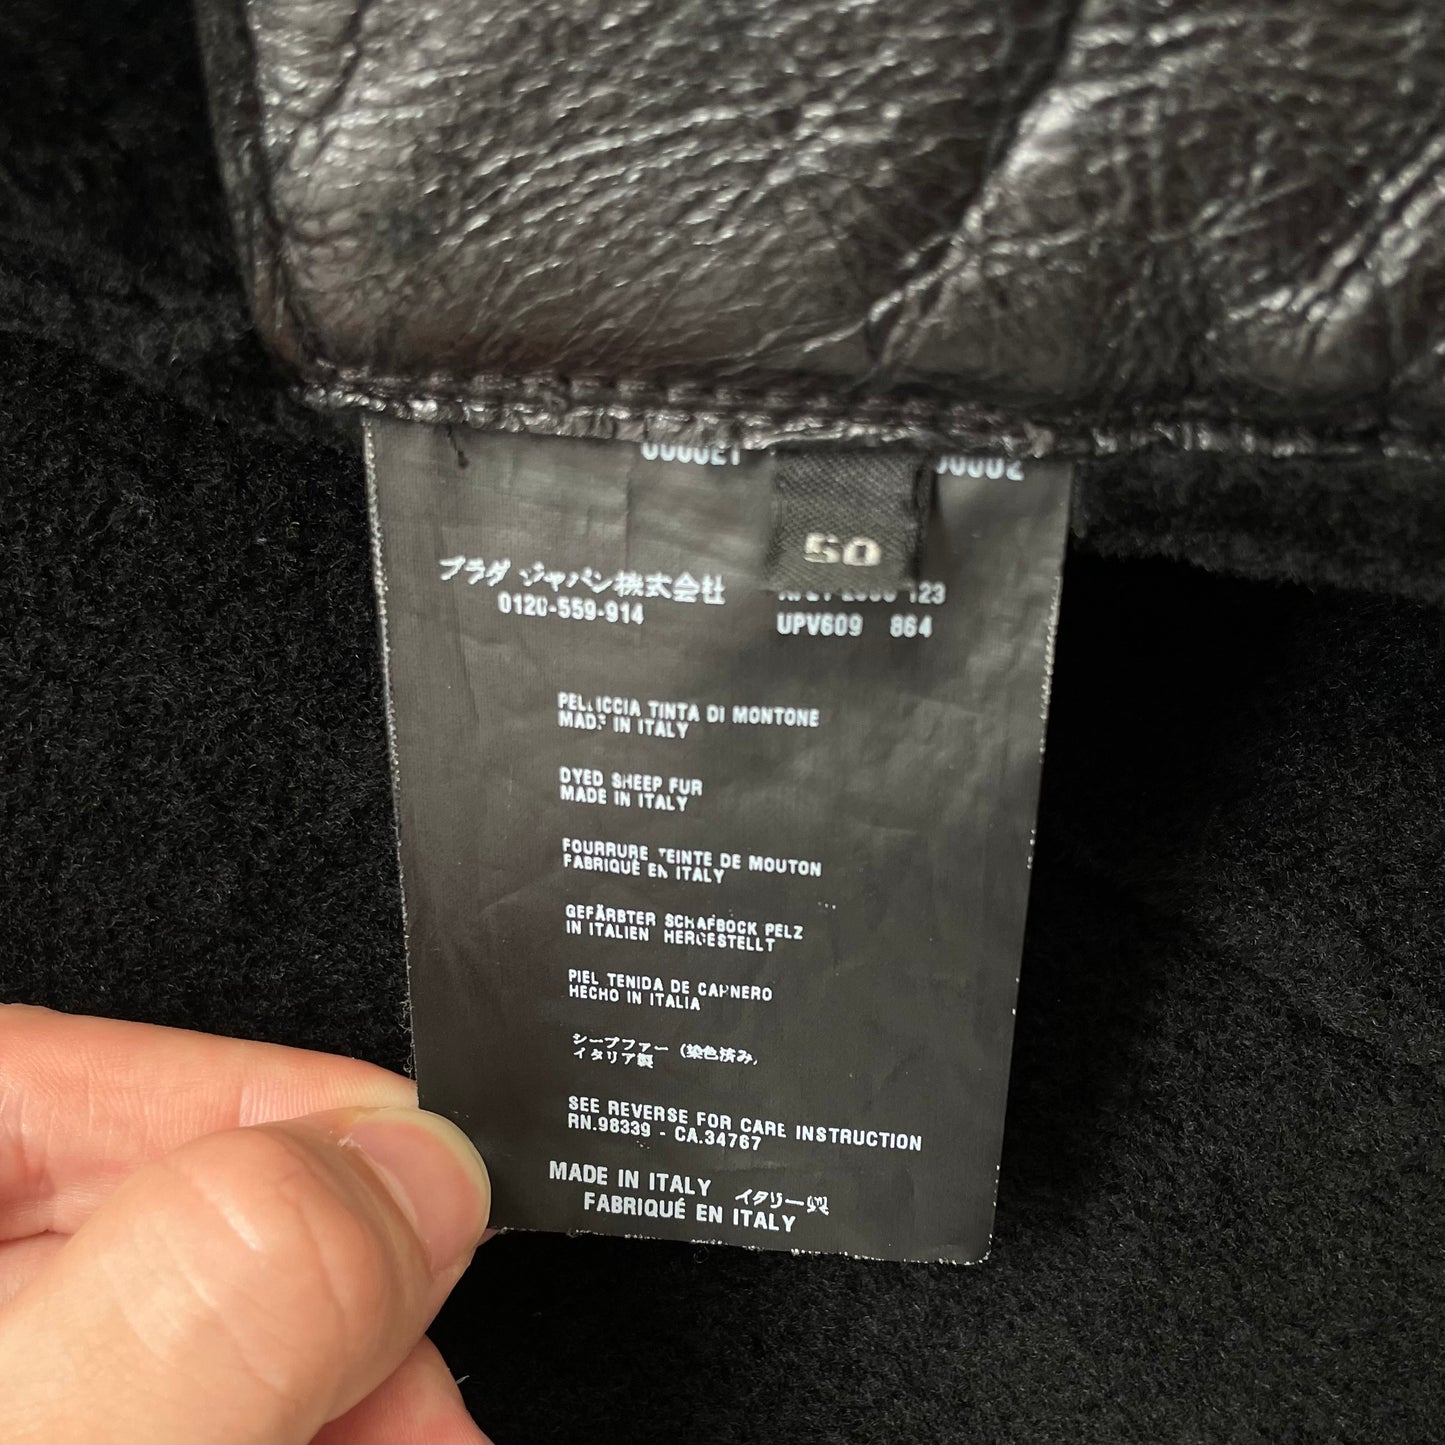 000021
00002
50
プラダ ジャパン株式会社
0120-559-914
123
UPV609 864
PELLICCIA TINTA DI MONTONE
MADE IN ITALY
DYED SHEEP FUR
MADE IN ITALY
FOURRURE TEINTE DE MOUTON
FABRIQUÉ EN ITALY
GEFÄRBTER SCHAFBOCK PELZ
IN ITALIEN HERGESTELLT
PIEL TENIDA DE CARNERO
HECHO IN ITALIA
シープファー (染色済み)
イタリア製
SEE REVERSE FOR CARE INSTRUCTION
RN.98339 - CA.34767
MADE IN ITALY イタリー製
FABRIQUÉ EN ITALY